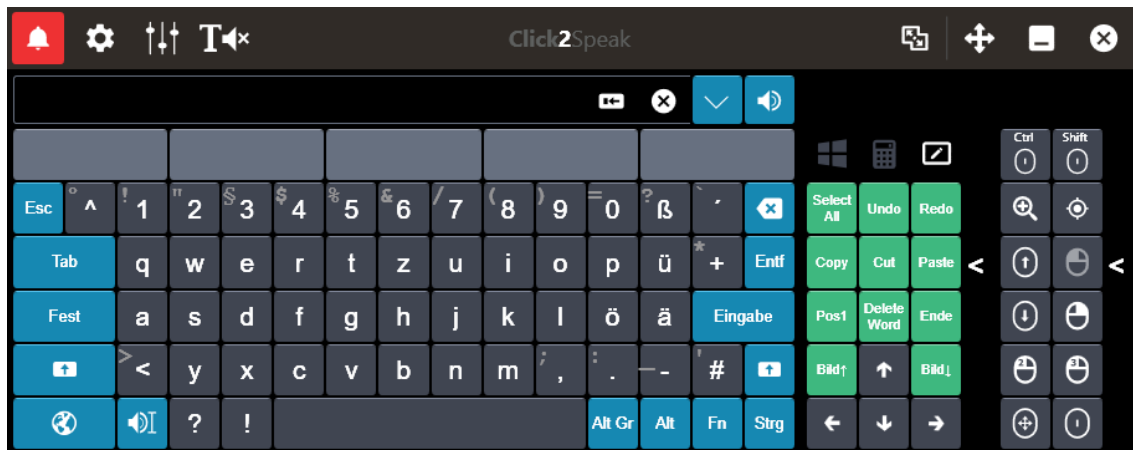 T
Click2Speak
Ctrl Shift
Esc ° ^ ! 1 " 2 § 3 $ 4 % 5 & 6 / 7 ( 8 ) 9 = 0 ? ß ` ´ Select All Undo Redo
Tab q w e r t z u i o p ü * + Entf Copy Cut Paste < <
Fest a s d f g h j k l ö ä Eingabe Pos1 Delete Word Ende
> < y x c v b n m ; , : . — - ' # Bild↑ ↑ Bild↓
? ! Alt Gr Alt Fn Strg ← ↓ →